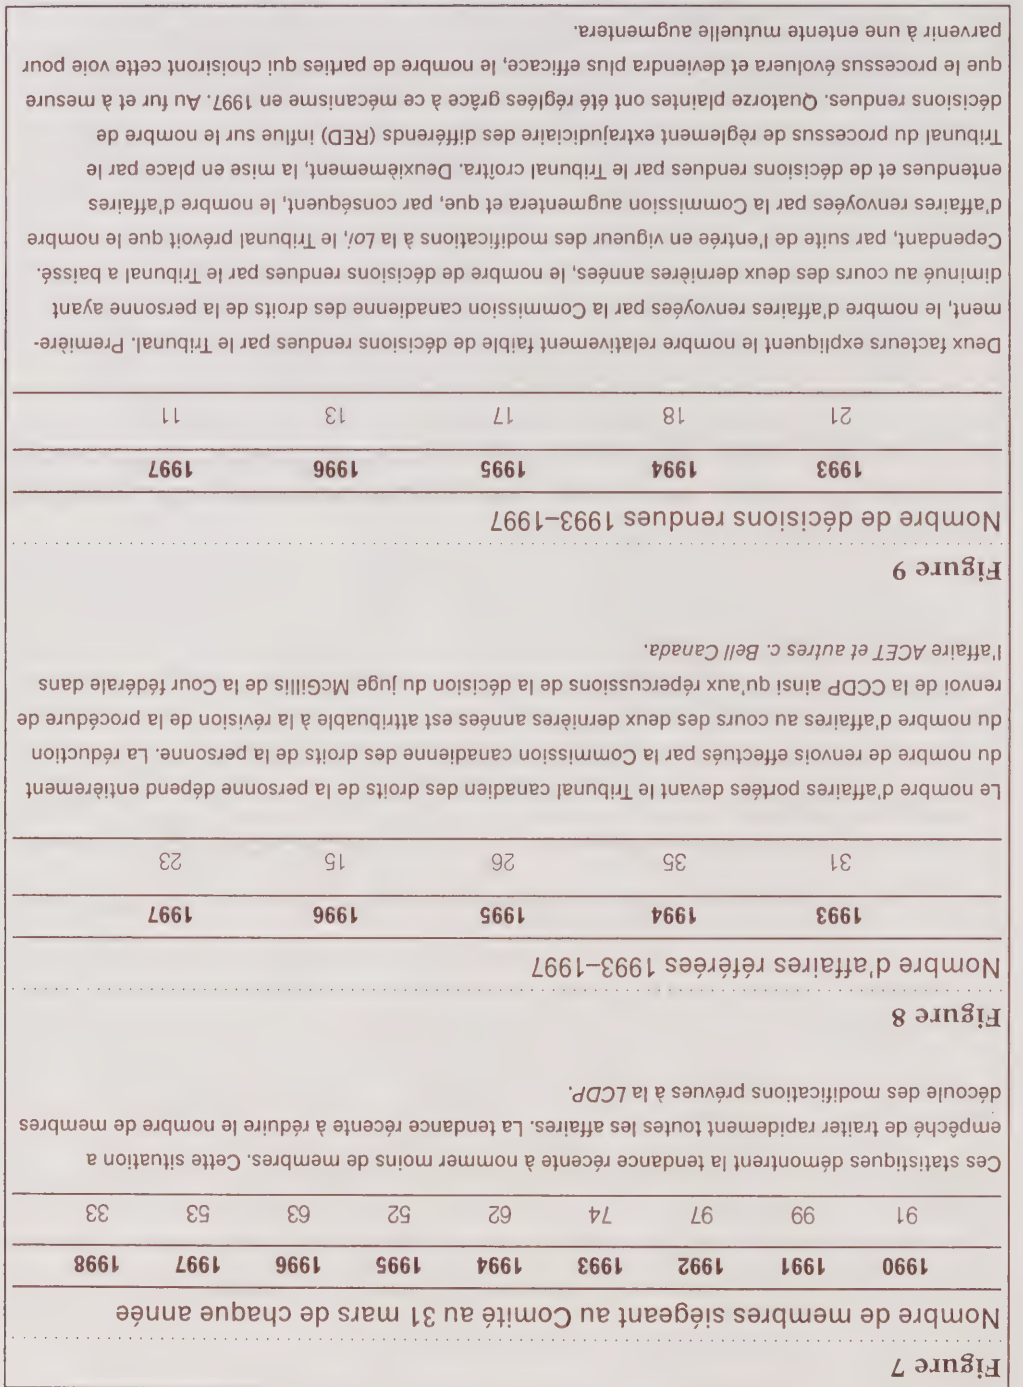 Figure 7
Nombre de membres siégeant au Comité au 31 mars de chaque année
1990 1991 1992 1993 1994 1995 1996 1997 1998
91 99 97 74 62 52 63 53 33
Ces statistiques démontrent la tendance récente à nommer moins de membres. Cette situation a
empêché de traiter rapidement toutes les affaires. La tendance récente à réduire le nombre de membres
découle des modifications prévues à la LCDP.
Figure 8
Nombre d'affaires référées 1993–1997
1993 1994 1995 1996 1997
31 35 26 15 23
Le nombre d'affaires portées devant le Tribunal canadien des droits de la personne dépend entièrement
du nombre de renvois effectués par la Commission canadienne des droits de la personne. La réduction
du nombre d'affaires au cours des deux dernières années est attribuable à la révision de la procédure de
renvoi de la CCDP ainsi qu'aux répercussions de la décision du juge McGillis de la Cour fédérale dans
l'affaire ACET et autres c. Bell Canada.
Figure 9
Nombre de décisions rendues 1993–1997
1993 1994 1995 1996 1997
21 18 17 13 11
Deux facteurs expliquent le nombre relativement faible de décisions rendues par le Tribunal. Première-
ment, le nombre d'affaires renvoyées par la Commission canadienne des droits de la personne ayant
diminué au cours des deux dernières années, le nombre de décisions rendues par le Tribunal a baissé.
Cependant, par suite de l'entrée en vigueur des modifications à la Loi, le Tribunal prévoit que le nombre
d'affaires renvoyées par la Commission augmentera et que, par conséquent, le nombre d'affaires
entendues et de décisions rendues par le Tribunal croîtra. Deuxièmement, la mise en place par le
Tribunal du processus de règlement extrajudiciaire des différends (RED) influe sur le nombre de
décisions rendues. Quatorze plaintes ont été réglées grâce à ce mécanisme en 1997. Au fur et à mesure
que le processus évoluera et deviendra plus efficace, le nombre de parties qui choisiront cette voie pour
parvenir à une entente mutuelle augmentera.